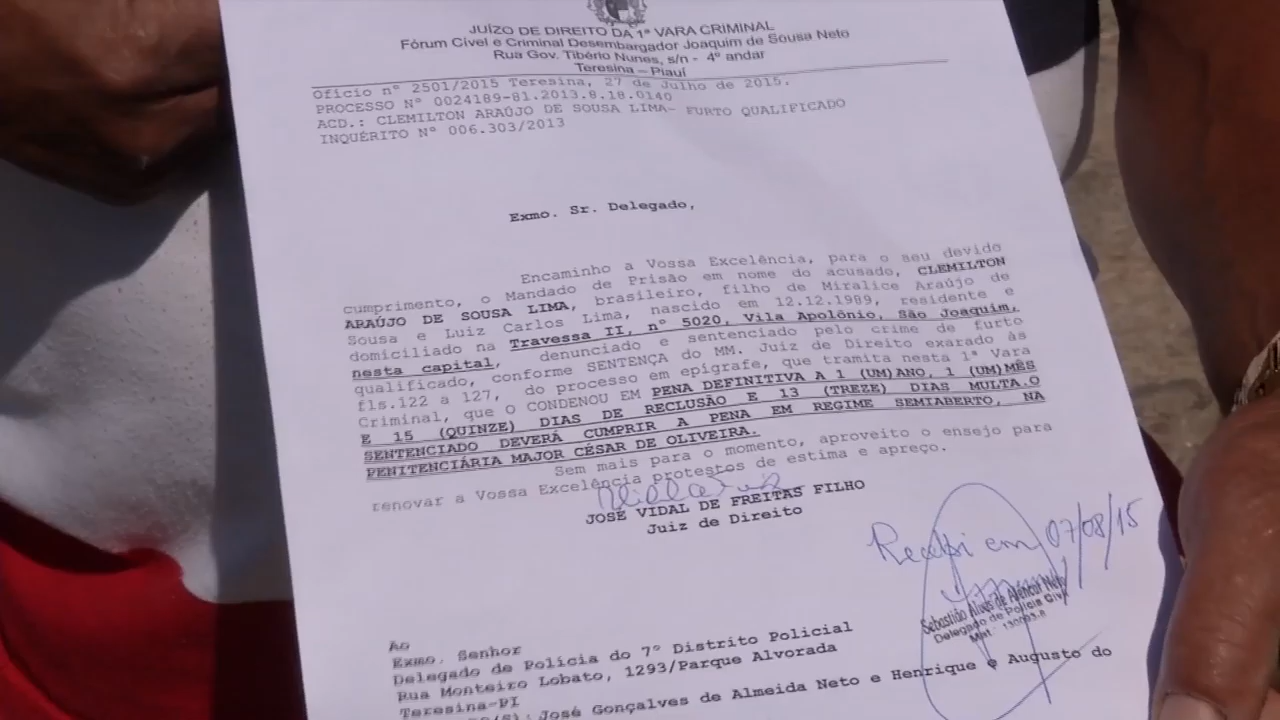 JUÍZO DE DIREITO DA 1ª VARA CRIMINAL
Fórum Cível e Criminal Desembargador Joaquim de Sousa Neto
Rua Gov. Tibério Nunes, s/n - 4º andar
Teresina – Piauí
Ofício nº 2501/2015 Teresina, 27 de Julho de 2015.
PROCESSO Nº 0024189-81.2013.8.18.0140
ACD.: CLEMILTON ARAÚJO DE SOUSA LIMA- FURTO QUALIFICADO
INQUÉRITO Nº 006.303/2013
Exmo. Sr. Delegado,
Encaminho a Vossa Excelência, para o seu devido
cumprimento, o Mandado de Prisão em nome do acusado, CLEMILTON
ARAÚJO DE SOUSA LIMA, brasileiro, filho de Miralice Araújo de
Sousa e Luiz Carlos Lima, nascido em 12.12.1989, residente e
domiciliado na Travessa II, nº 5020, Vila Apolônio, São Joaquim,
nesta capital, denunciado e sentenciado pelo crime de furto
qualificado, conforme SENTENÇA do MM. Juiz de Direito exarado às
fls.122 a 127, do processo em epígrafe, que tramita nesta 1ª Vara
Criminal, que o CONDENOU EM PENA DEFINITIVA A 1 (UM)ANO, 1 (UM)MÊS
E 15 (QUINZE) DIAS DE RECLUSÃO E 13 (TREZE) DIAS MULTA.O
SENTENCIADO DEVERÁ CUMPRIR A PENA EM REGIME SEMIABERTO, NA
PENITENCIÁRIA MAJOR CÉSAR DE OLIVEIRA.
Sem mais para o momento, aproveito o ensejo para
renovar a Vossa Excelência protestos de estima e apreço.
JOSÉ VIDAL DE FREITAS FILHO
Juiz de Direito
Recebi em 07/08/15
Sebastião Alves de Alencar Neto
Delegado de Polícia Civil
Mat.
Ao
Exmo. Senhor
Delegado de Polícia do 7º Distrito Policial
Rua Monteiro Lobato, 1293/Parque Alvorada
Teresina-PI
José Gonçalves de Almeida Neto e Henrique e Augusto do